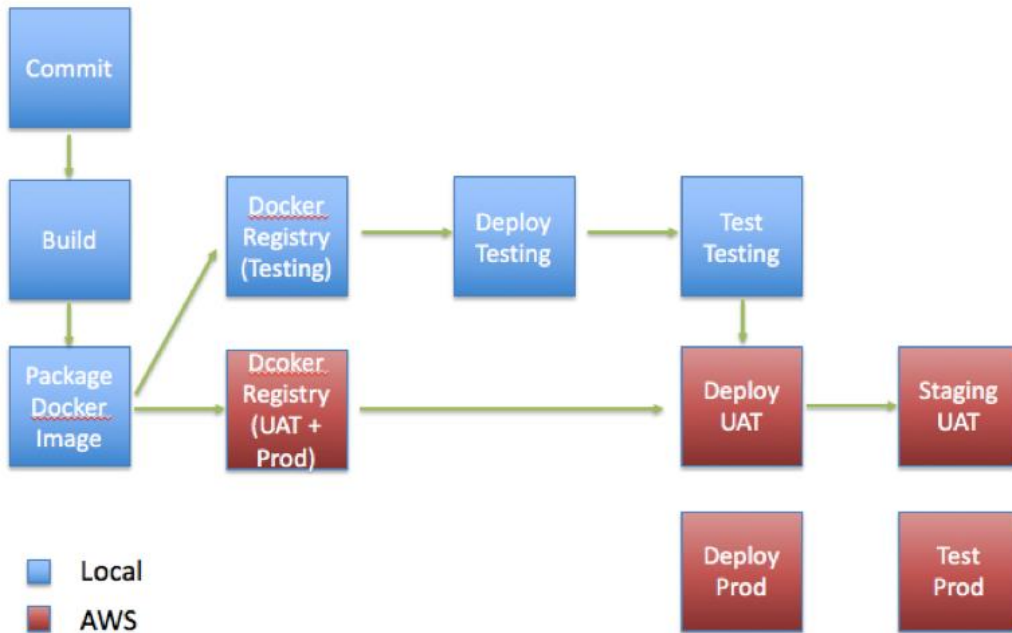 Commit
Build
Docker
Registry
(Testing)
Deploy
Testing
Test
Testing
Package
Docker
Image
Dcoker
Registry
(UAT +
Prod)
Deploy
UAT
Staging
UAT
Deploy
Prod
Test
Prod
Local
AWS